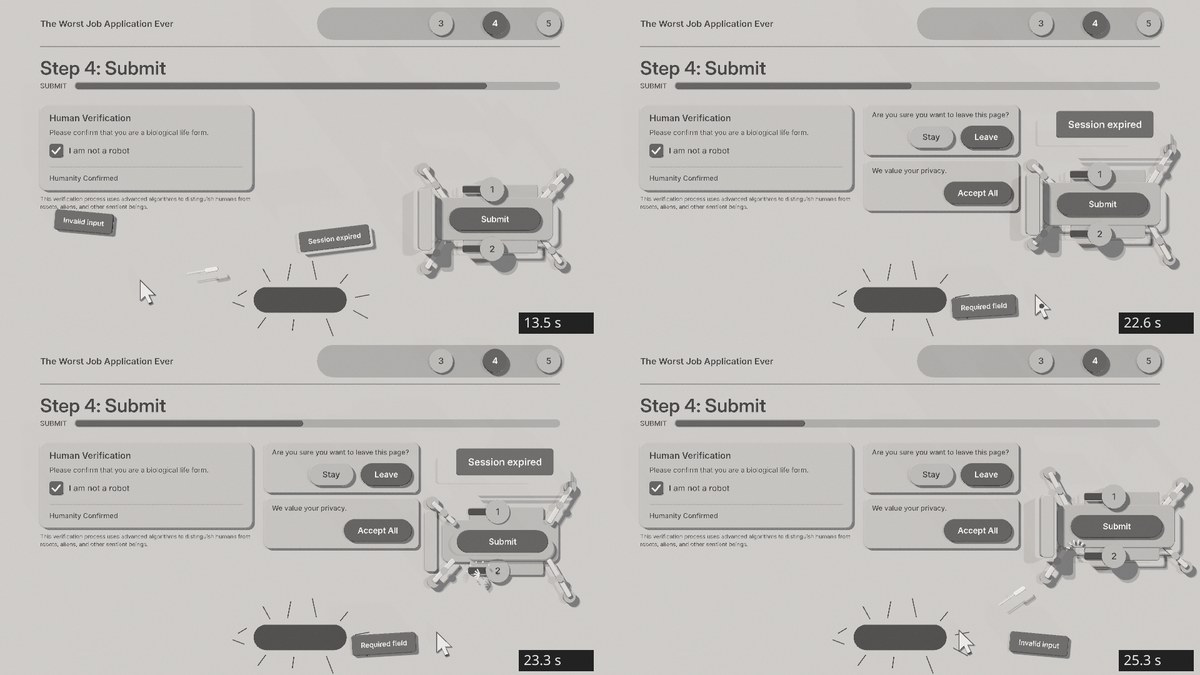 The Worst Job Application Ever
3 4 5
Step 4: Submit
SUBMIT
Human Verification
Please confirm that you are a biological life form.
I am not a robot
Humanity Confirmed
This verification process uses advanced algorithms to distinguish humans from
robots, aliens, and other sentient beings.
Invalid input
Session expired
1
Submit
2
13.5 s
The Worst Job Application Ever
3 4 5
Step 4: Submit
SUBMIT
Human Verification
Please confirm that you are a biological life form.
I am not a robot
Humanity Confirmed
This verification process uses advanced algorithms to distinguish humans from
robots, aliens, and other sentient beings.
Are you sure you want to leave this page?
Stay Leave
We value your privacy.
Accept All
Session expired
1
Submit
2
Required field
22.6 s
The Worst Job Application Ever
3 4 5
Step 4: Submit
SUBMIT
Human Verification
Please confirm that you are a biological life form.
I am not a robot
Humanity Confirmed
This verification process uses advanced algorithms to distinguish humans from
robots, aliens, and other sentient beings.
Are you sure you want to leave this page?
Stay Leave
We value your privacy.
Accept All
Session expired
1
Submit
2
Required field
23.3 s
The Worst Job Application Ever
3 4 5
Step 4: Submit
SUBMIT
Human Verification
Please confirm that you are a biological life form.
I am not a robot
Humanity Confirmed
This verification process uses advanced algorithms to distinguish humans from
robots, aliens, and other sentient beings.
Are you sure you want to leave this page?
Stay Leave
We value your privacy.
Accept All
1
Submit
2
Invalid input
25.3 s